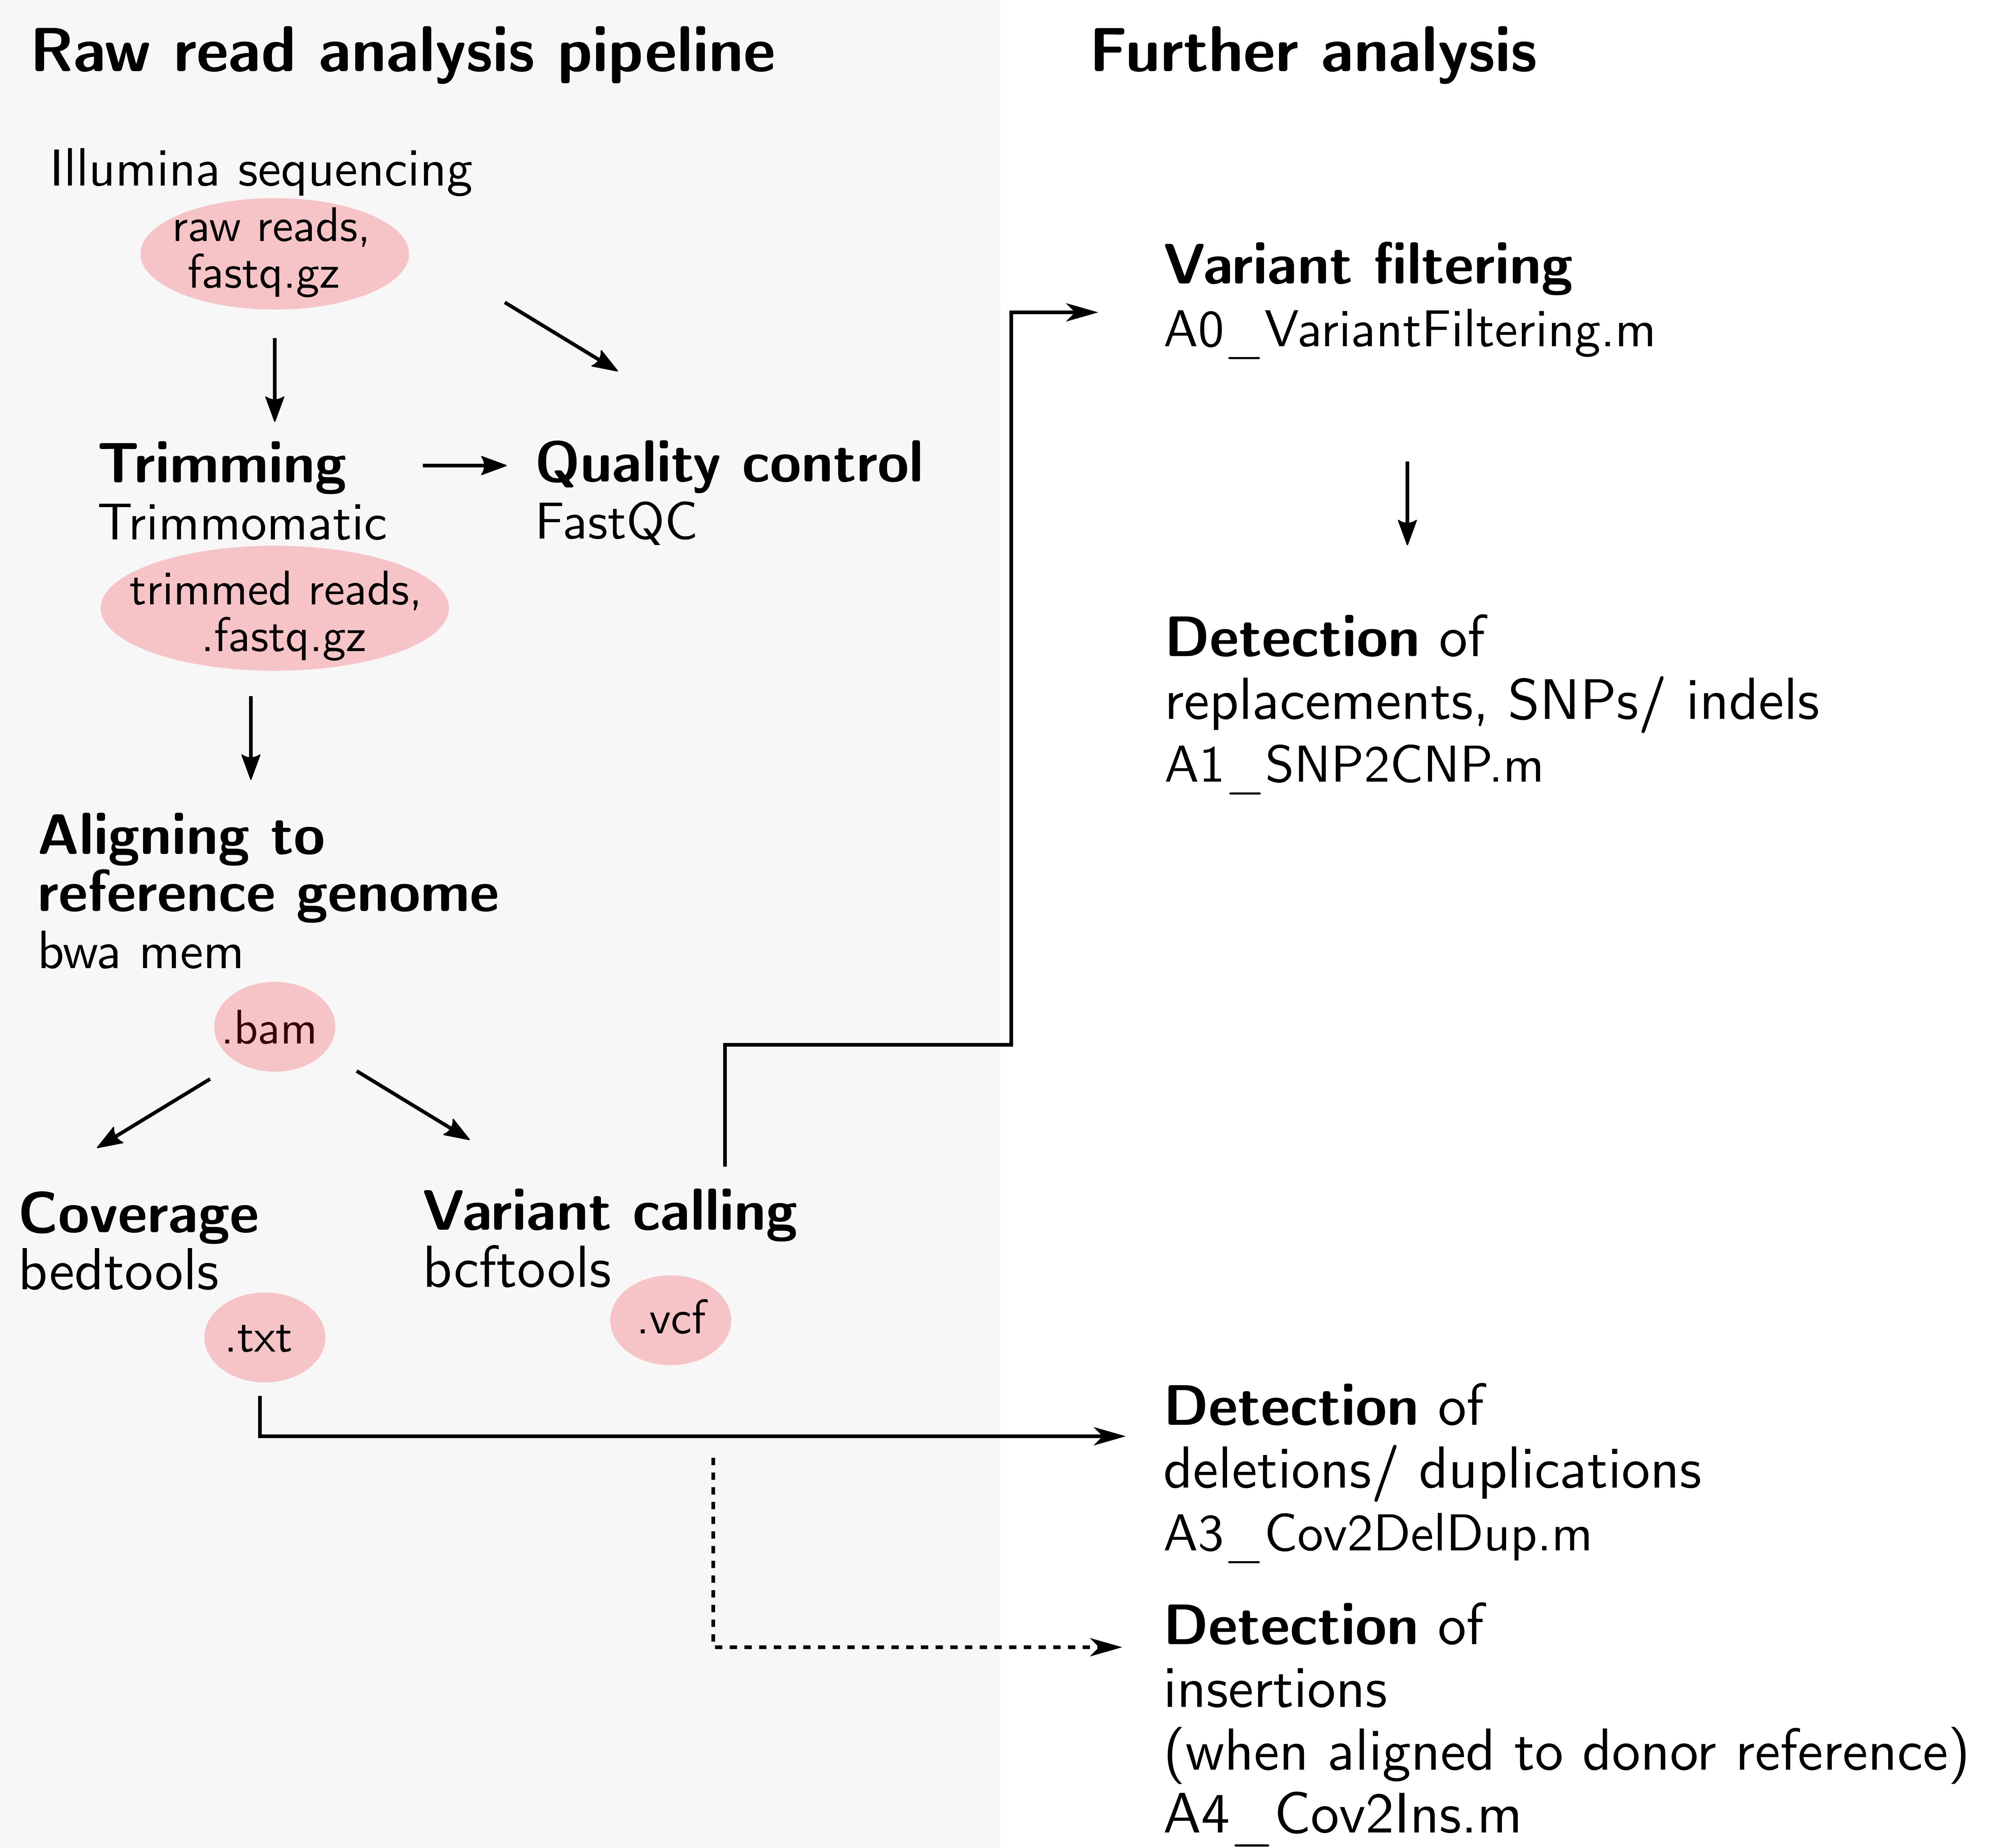 Raw read analysis pipeline
Illumina sequencing
raw reads,
fastq.gz
Trimming
Trimmomatic
trimmed reads,
.fastq.gz
Quality control
FastQC
Aligning to
reference genome
bwa mem
.bam
Coverage
bedtools
.txt
Variant calling
bcftools
.vcf
Further analysis
Variant filtering
A0_VariantFiltering.m
Detection of
replacements, SNPs/ indels
A1_SNP2CNP.m
Detection of
deletions/ duplications
A3_Cov2DelDup.m
Detection of
insertions
(when aligned to donor reference)
A4_Cov2Ins.m